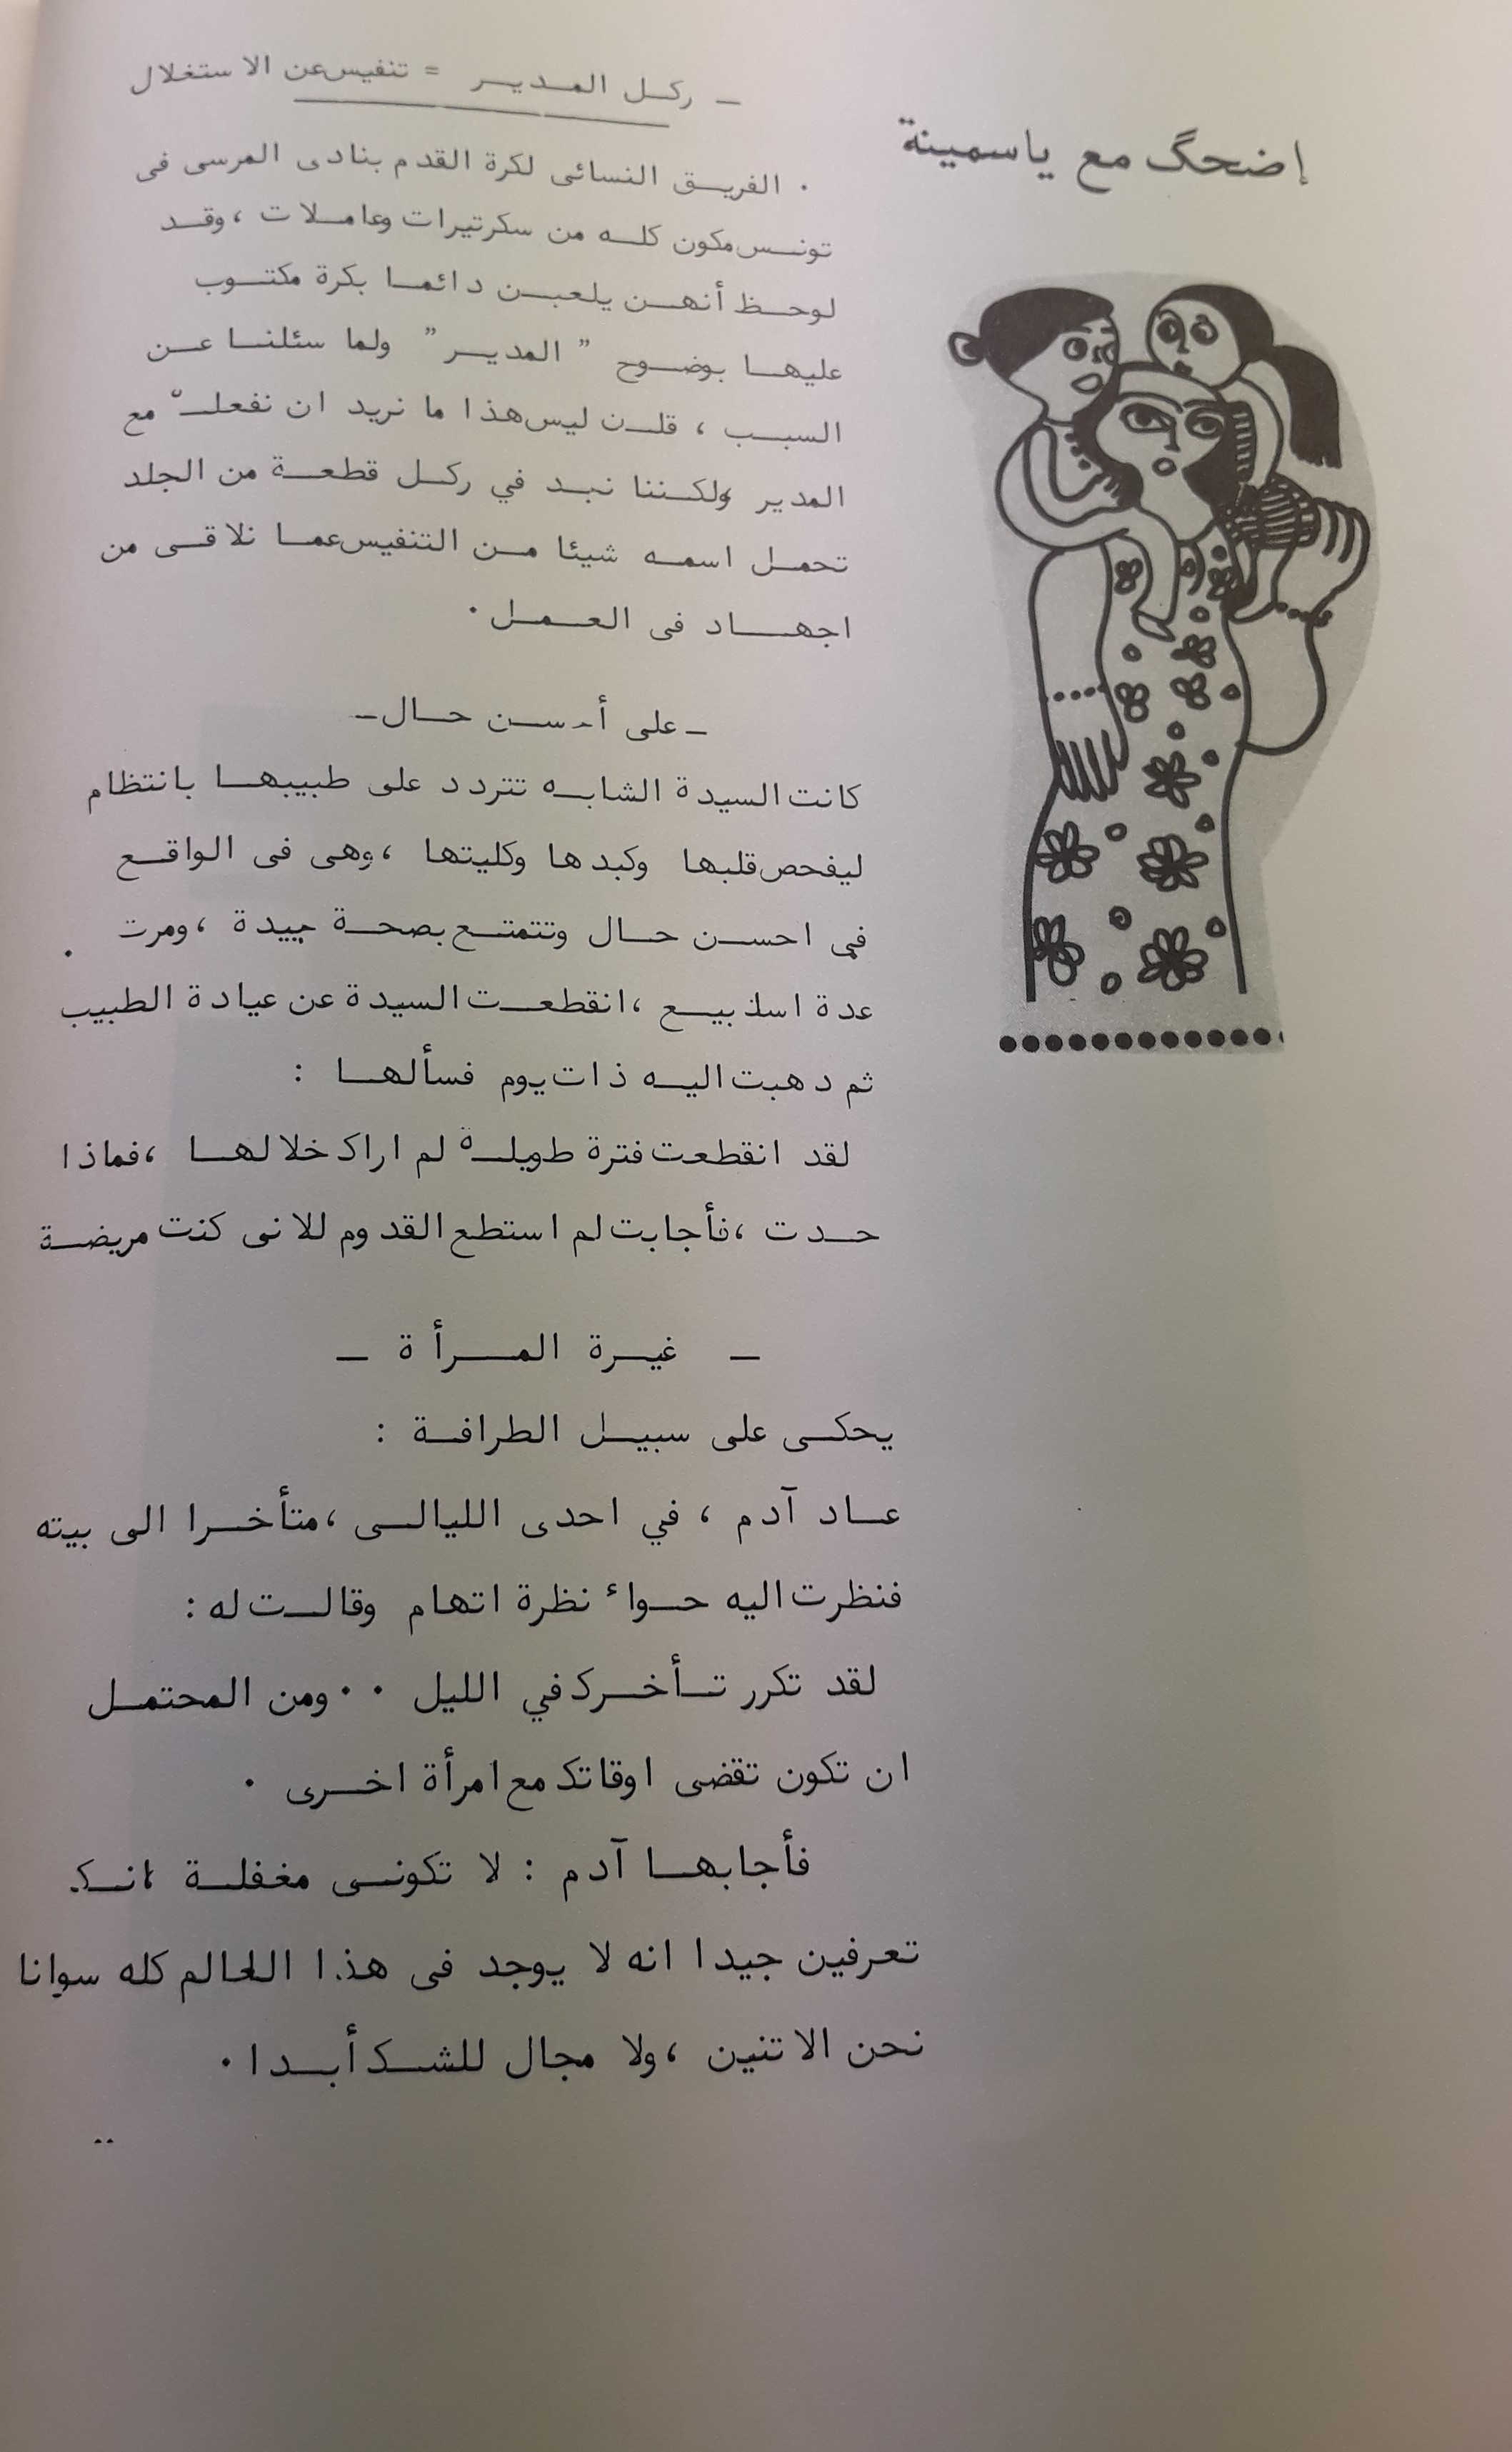 إضحك مع ياسمينة
— ركل المدير = تنفيس عن الاستغلال
. الفريق النسائى لكرة القدم بنادى المرسى فى
تونس مكون كله من سكرتيرات وعاملات ، وقد
لوحظ أنهن يلعبن دائما بكرة مكتوب
عليها بوضوح " المدير " ولما سئلنا عن
السبب ، قلن ليس هذا ما نريد ان نفعله مع
المدير ولكننا نجد في ركل قطعة من الجلد
تحمل اسمه شيئا من التنفيس عما نلاقى من
اجهاد فى العمل .
— على أحسن حال —
كانت السيدة الشابه تتردد على طبيبها بانتظام
ليفحص قلبها وكبدها وكليتها ، وهى فى الواقع
فى احسن حال وتتمتع بصحة جيدة ، ومرت .
عدة اسابيع ، انقطعت السيدة عن عيادة الطبيب
ثم دهبت اليه ذات يوم فسألها :
لقد انقطعت فترة طويلة لم اراك خلالها ، فماذا
حدت ، فأجابت لم استطع القدوم للانى كنت مريضة
— غيرة المرأة —
يحكى على سبيل الطرافة :
عاد آدم ، في احدى الليالى ، متأخرا الى بيته
فنظرت اليه حواء نظرة اتهام وقالت له :
لقد تكرر تأخرك في الليل .. ومن المحتمل
ان تكون تقضى اوقاتك مع امرأة اخرى .
فأجابها آدم : لا تكونى مغفلة انك
تعرفين جيدا انه لا يوجد فى هذا العالم كله سوانا
نحن الاتنين ، ولا مجال للشك أبدا .